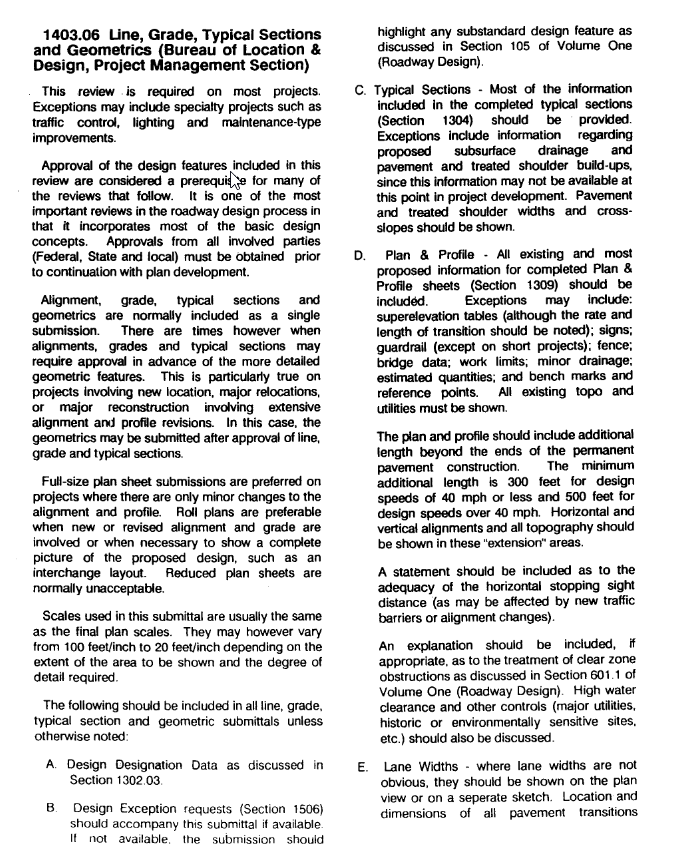 1403.06 Line, Grade, Typical Sections
and Geometrics (Bureau of Location &
Design, Project Management Section)
This review is required on most projects.
Exceptions may include specialty projects such as
traffic control, lighting and maintenance-type
improvements.
Approval of the design features included in this
review are considered a prerequisite for many of
the reviews that follow. It is one of the most
important reviews in the roadway design process in
that it incorporates most of the basic design
concepts. Approvals from all involved parties
(Federal, State and local) must be obtained prior
to continuation with plan development.
Alignment, grade, typical sections and
geometrics are normally included as a single
submission. There are times however when
alignments, grades and typical sections may
require approval in advance of the more detailed
geometric features. This is particularly true on
projects involving new location, major relocations,
or major reconstruction involving extensive
alignment and profile revisions. In this case, the
geometrics may be submitted after approval of line,
grade and typical sections.
Full-size plan sheet submissions are preferred on
projects where there are only minor changes to the
alignment and profile. Roll plans are preferable
when new or revised alignment and grade are
involved or when necessary to show a complete
picture of the proposed design, such as an
interchange layout. Reduced plan sheets are
normally unacceptable.
Scales used in this submittal are usually the same
as the final plan scales. They may however vary
from 100 feet/inch to 20 feet/inch depending on the
extent of the area to be shown and the degree of
detail required.
The following should be included in all line, grade,
typical section and geometric submittals unless
otherwise noted:
A. Design Designation Data as discussed in
Section 1302.03.
B. Design Exception requests (Section 1506)
should accompany this submittal if available.
If not available, the submission should
highlight any substandard design feature as
discussed in Section 105 of Volume One
(Roadway Design).
C. Typical Sections - Most of the information
included in the completed typical sections
(Section 1304) should be provided.
Exceptions include information regarding
proposed subsurface drainage and
pavement and treated shoulder build-ups,
since this information may not be available at
this point in project development. Pavement
and treated shoulder widths and cross-
slopes should be shown.
D. Plan & Profile - All existing and most
proposed information for completed Plan &
Profile sheets (Section 1309) should be
included. Exceptions may include:
superelevation tables (although the rate and
length of transition should be noted); signs;
guardrail (except on short projects); fence;
bridge data; work limits; minor drainage;
estimated quantities; and bench marks and
reference points. All existing topo and
utilities must be shown.
The plan and profile should include additional
length beyond the ends of the permanent
pavement construction. The minimum
additional length is 300 feet for design
speeds of 40 mph or less and 500 feet for
design speeds over 40 mph. Horizontal and
vertical alignments and all topography should
be shown in these "extension" areas.
A statement should be included as to the
adequacy of the horizontal stopping sight
distance (as may be affected by new traffic
barriers or alignment changes).
An explanation should be included, if
appropriate, as to the treatment of clear zone
obstructions as discussed in Section 601.1 of
Volume One (Roadway Design). High water
clearance and other controls (major utilities,
historic or environmentally sensitive sites,
etc.) should also be discussed.
E. Lane Widths - where lane widths are not
obvious, they should be shown on the plan
view or on a seperate sketch. Location and
dimensions of all pavement transitions